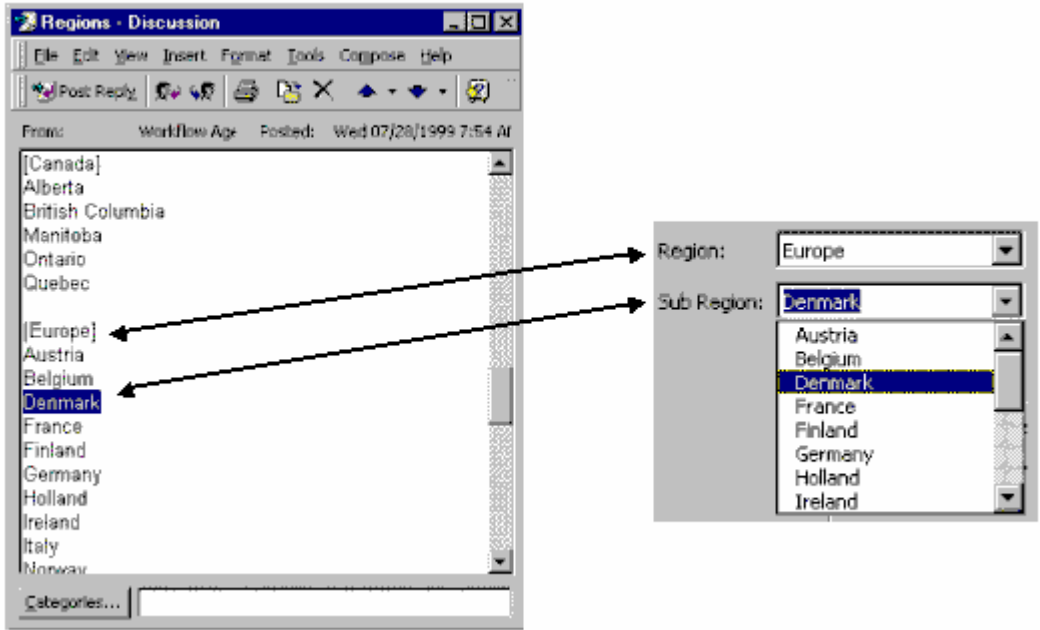 Regions - Discussion
File Edit View Insert Format Tools Compose Help
Post Reply
From: Workflow Age Posted: Wed 07/28/1999 7:54 AM
[Canada]
Alberta
British Columbia
Manitoba
Ontario
Quebec
[Europe]
Austria
Belgium
Denmark
France
Finland
Germany
Holland
Ireland
Italy
Norway
Categories...
Region: Europe
Sub Region: Denmark
Austria
Belgium
Denmark
France
Finland
Germany
Holland
Ireland